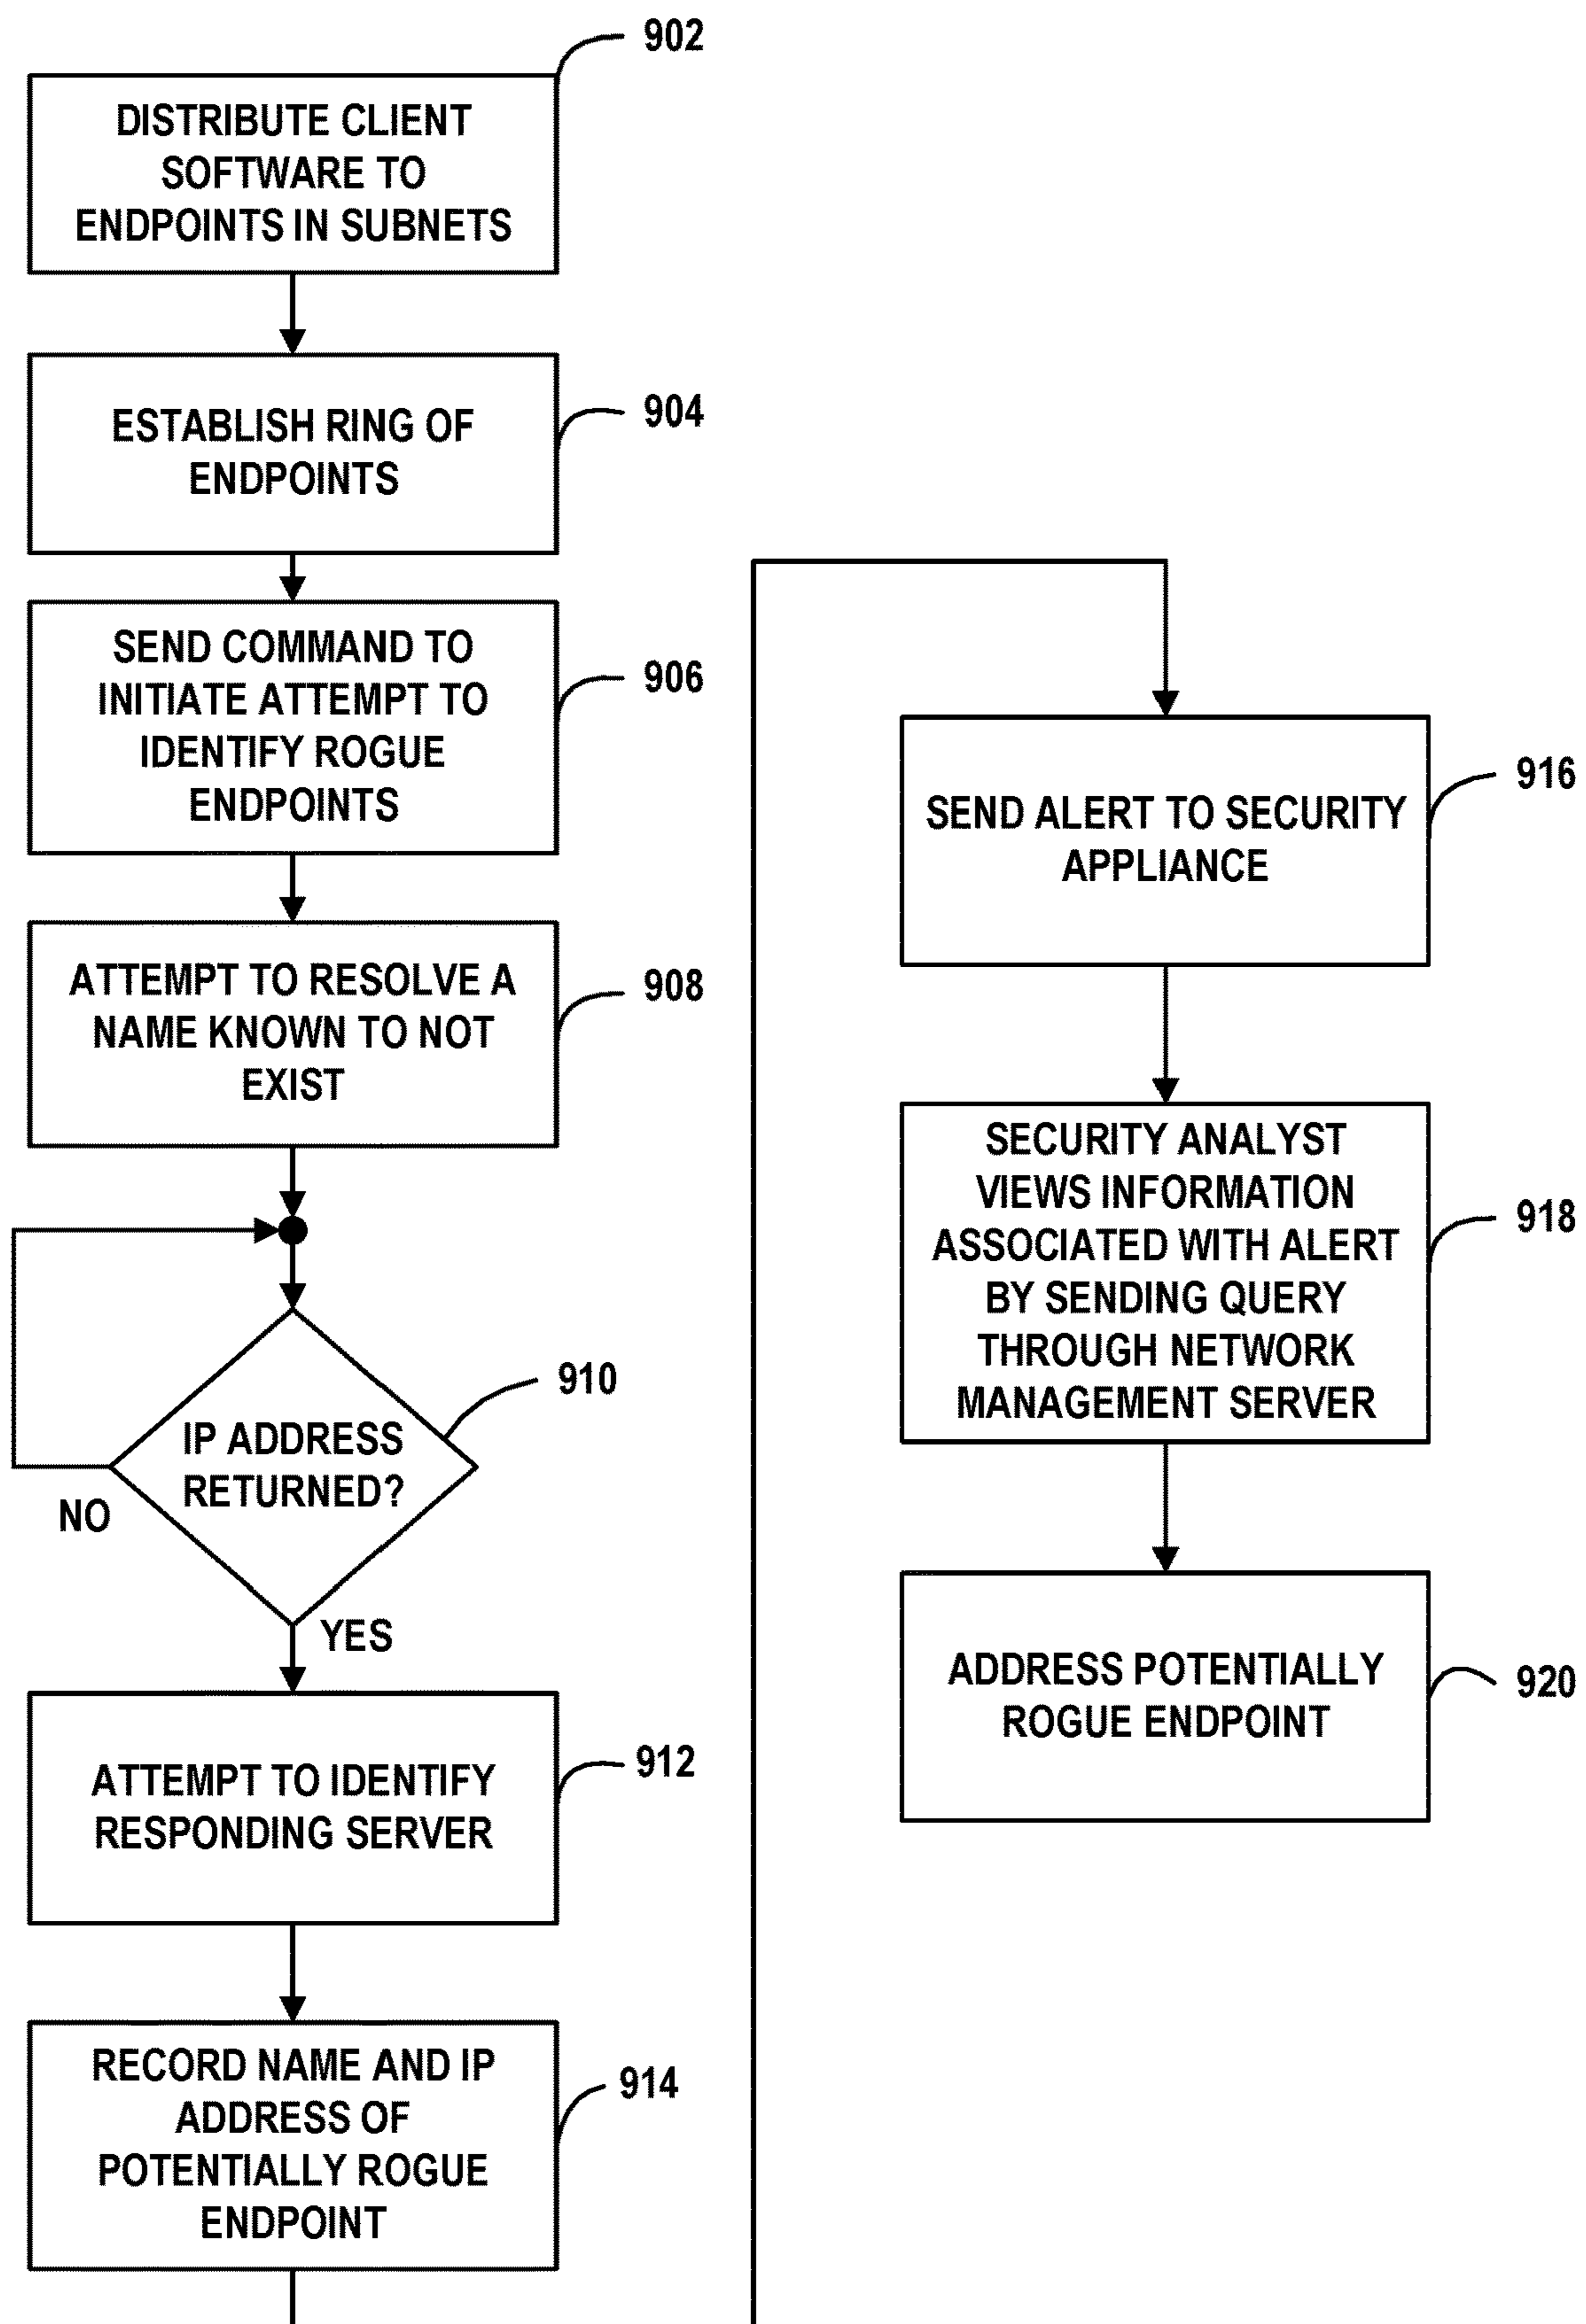 902
DISTRIBUTE CLIENT
SOFTWARE TO
ENDPOINTS IN SUBNETS
904
ESTABLISH RING OF
ENDPOINTS
906
SEND COMMAND TO
INITIATE ATTEMPT TO
IDENTIFY ROGUE
ENDPOINTS
908
ATTEMPT TO RESOLVE A
NAME KNOWN TO NOT
EXIST
910
IP ADDRESS
RETURNED?
NO
YES
912
ATTEMPT TO IDENTIFY
RESPONDING SERVER
914
RECORD NAME AND IP
ADDRESS OF
POTENTIALLY ROGUE
ENDPOINT
916
SEND ALERT TO SECURITY
APPLIANCE
918
SECURITY ANALYST
VIEWS INFORMATION
ASSOCIATED WITH ALERT
BY SENDING QUERY
THROUGH NETWORK
MANAGEMENT SERVER
920
ADDRESS POTENTIALLY
ROGUE ENDPOINT